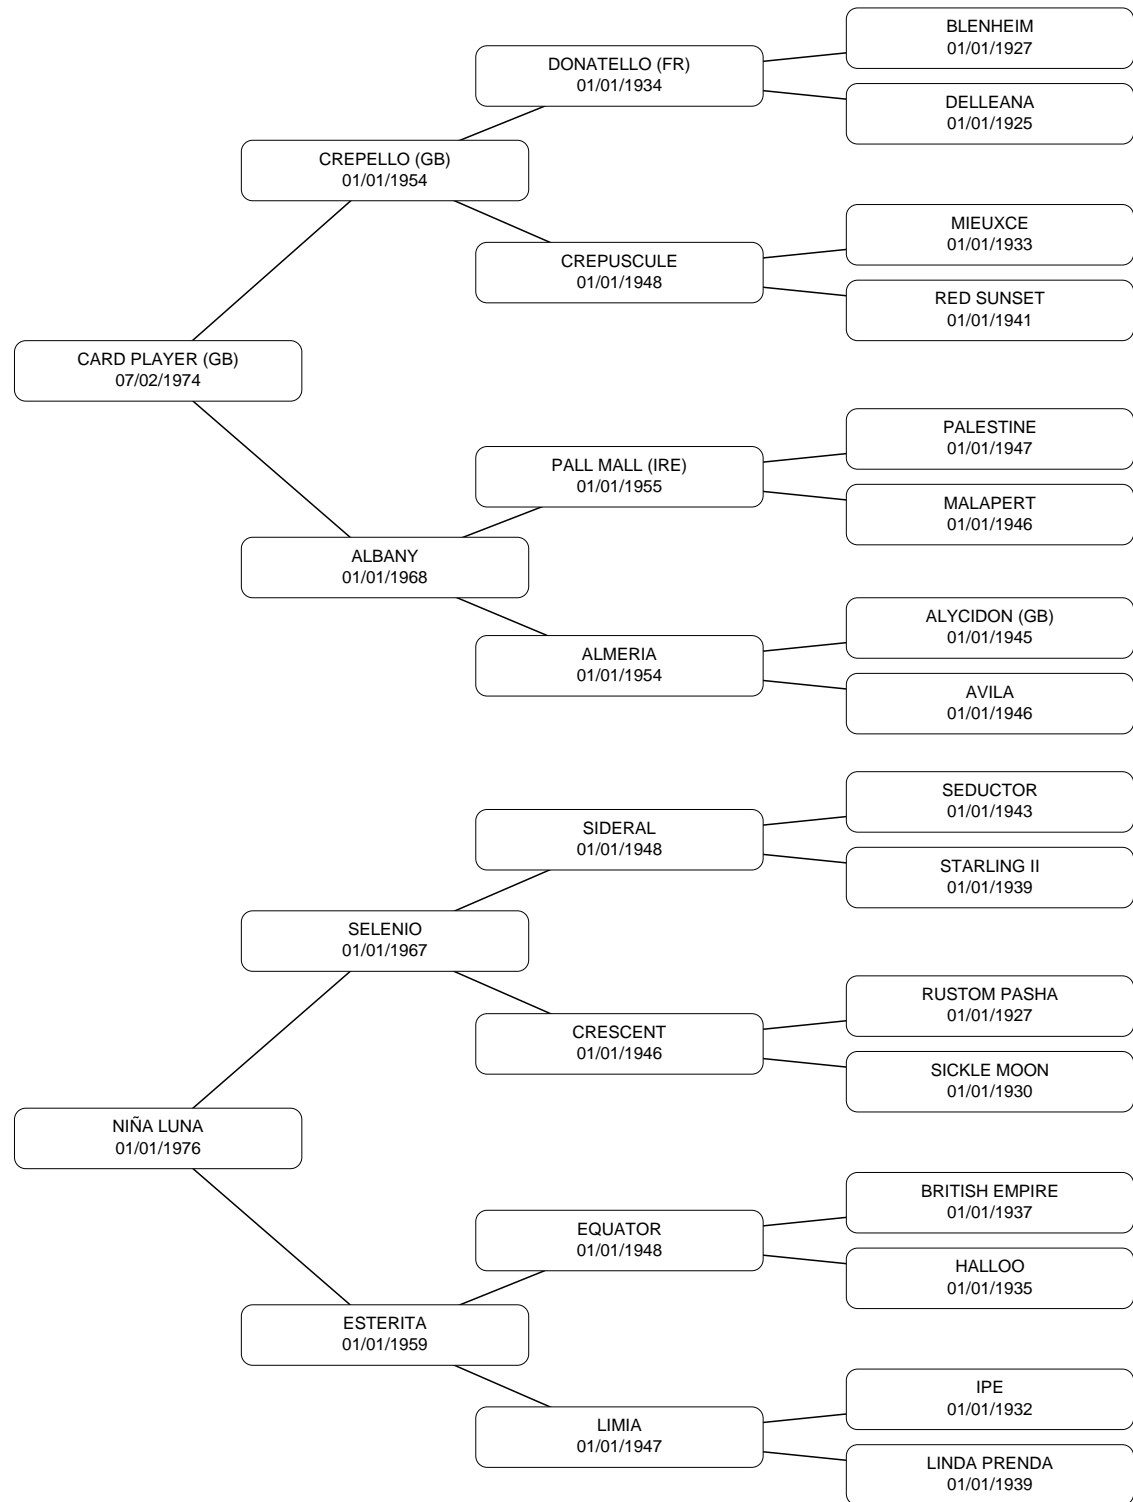 BLENHEIM
01/01/1927
DONATELLO (FR)
01/01/1934
DELLEANA
01/01/1925
CREPELLO (GB)
01/01/1954
MIEUXCE
01/01/1933
CREPUSCULE
01/01/1948
RED SUNSET
01/01/1941
CARD PLAYER (GB)
07/02/1974
PALESTINE
01/01/1947
PALL MALL (IRE)
01/01/1955
MALAPERT
01/01/1946
ALBANY
01/01/1968
ALYCIDON (GB)
01/01/1945
ALMERIA
01/01/1954
AVILA
01/01/1946
SEDUCTOR
01/01/1943
SIDERAL
01/01/1948
STARLING II
01/01/1939
SELENIO
01/01/1967
RUSTOM PASHA
01/01/1927
CRESCENT
01/01/1946
SICKLE MOON
01/01/1930
NIÑA LUNA
01/01/1976
BRITISH EMPIRE
01/01/1937
EQUATOR
01/01/1948
HALLOO
01/01/1935
ESTERITA
01/01/1959
IPE
01/01/1932
LIMIA
01/01/1947
LINDA PRENDA
01/01/1939